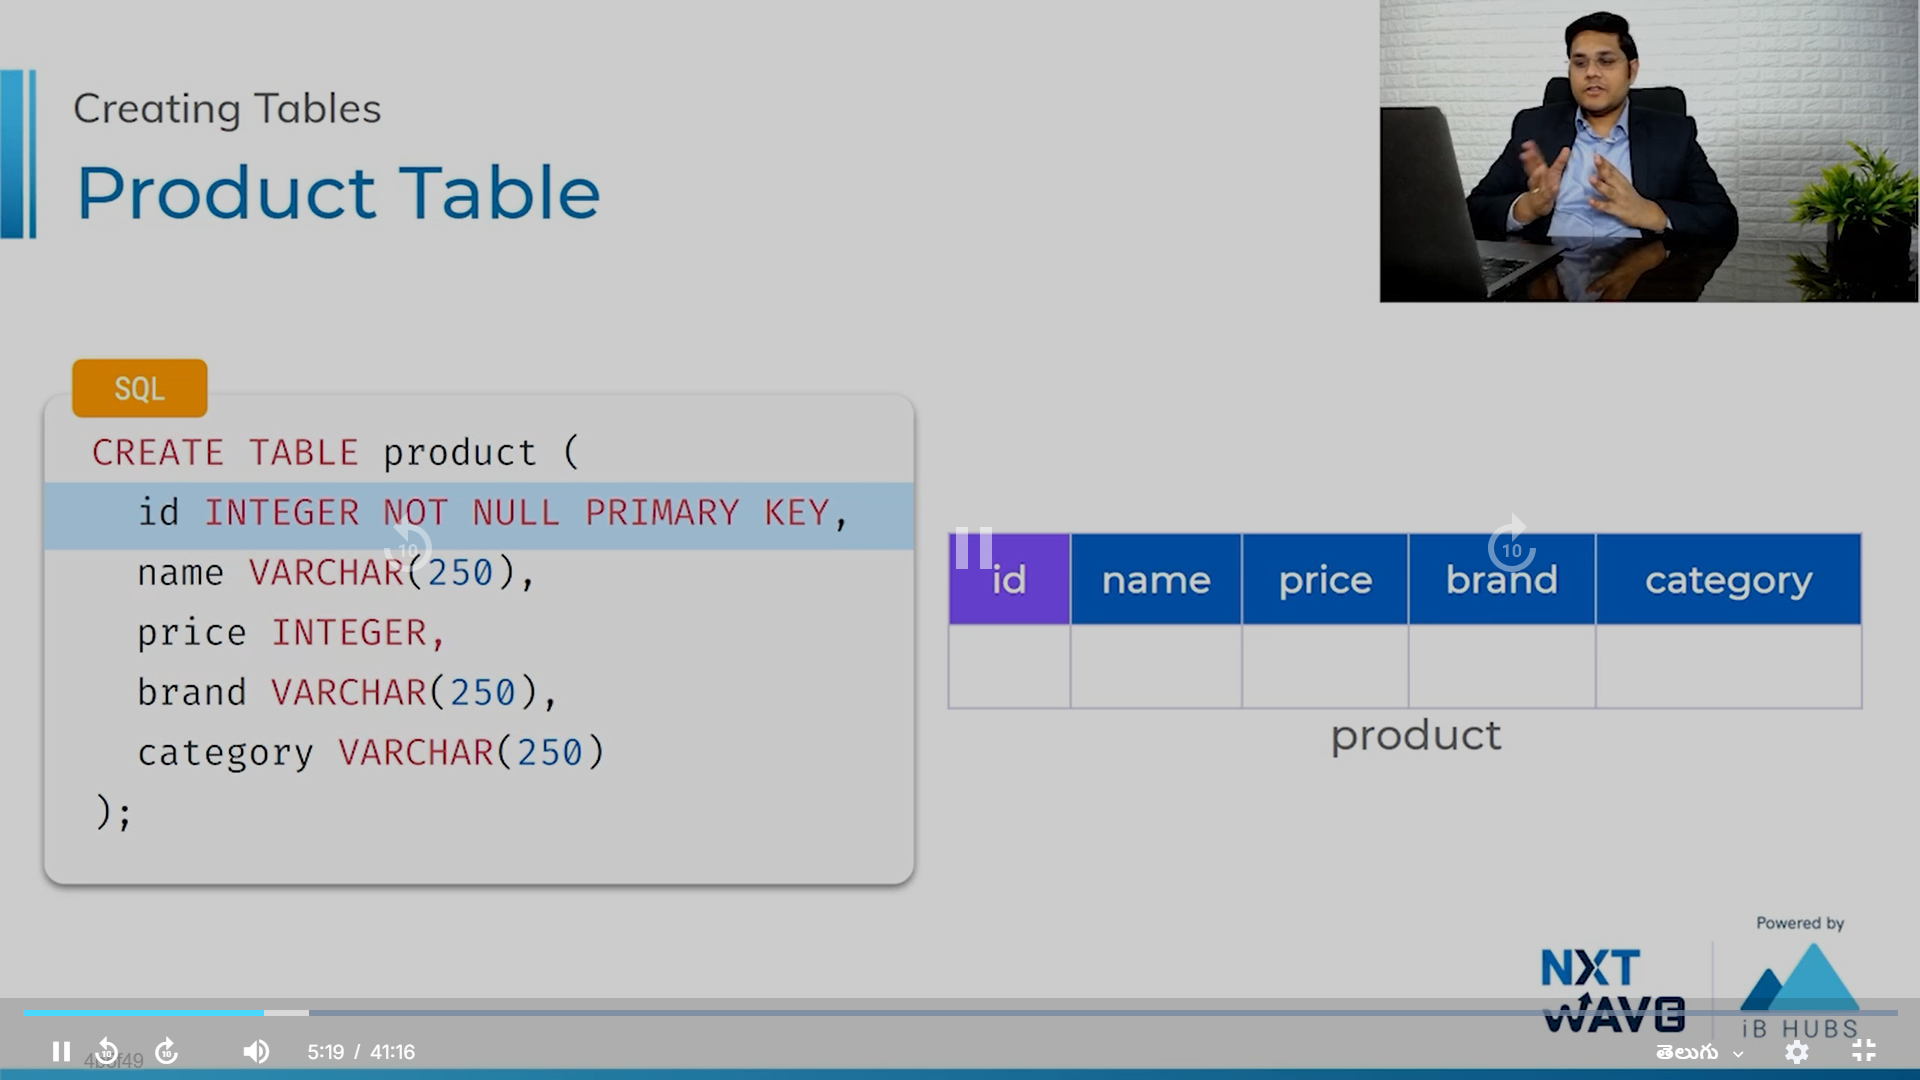 Creating Tables
Product Table
SQL
CREATE TABLE product (
id INTEGER NOT NULL PRIMARY KEY,
name VARCHAR(250),
price INTEGER,
brand VARCHAR(250),
category VARCHAR(250)
);
10
10
id name price brand category
product
Powered by
NXT
WAVE
iB HUBS
10
10
5:19 / 41:16
తెలుగు